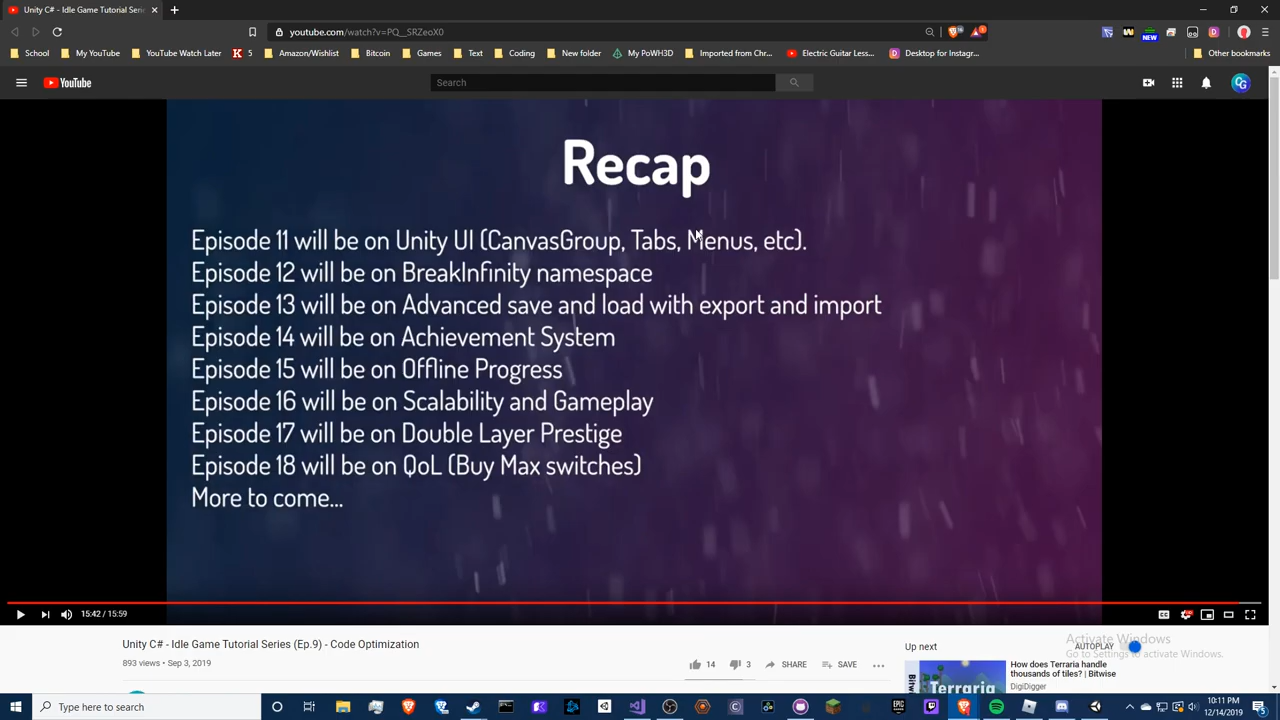 Unity C# - Idle Game Tutorial Serie
youtube.com/watch?v=PQ__SRZeoX0
NEW
School
My YouTube
YouTube Watch Later
5
Amazon/Wishlist
Bitcoin
Games
Text
Coding
New folder
My PoWH3D
Imported from Chr...
Electric Guitar Less...
Desktop for Instagr...
Other bookmarks
YouTube
Search
CG
Recap
Episode 11 will be on Unity UI (CanvasGroup, Tabs, Menus, etc).
Episode 12 will be on BreakInfinity namespace
Episode 13 will be on Advanced save and load with export and import
Episode 14 will be on Achievement System
Episode 15 will be on Offline Progress
Episode 16 will be on Scalability and Gameplay
Episode 17 will be on Double Layer Prestige
Episode 18 will be on QoL (Buy Max switches)
More to come...
15:42 / 15:59
Unity C# - Idle Game Tutorial Series (Ep.9) - Code Optimization
893 views • Sep 3, 2019
14
3
SHARE
SAVE
Up next
AUTOPLAY
Activate Windows
Go to Settings to activate Windows.
How does Terraria handle
thousands of tiles? | Bitwise
DigiDigger
Bitwis
Terraria
Type here to search
EPIC
10:11 PM
12/14/2019